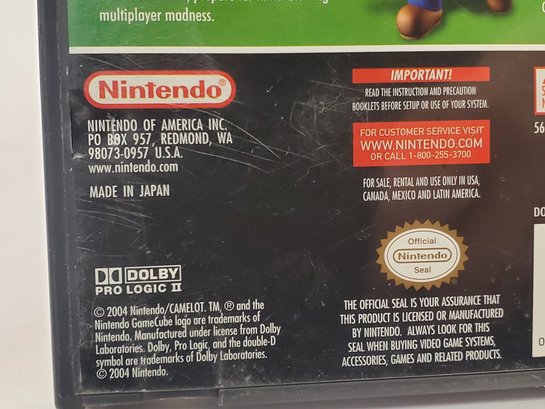 multiplayer madness.
Nintendo®
NINTENDO OF AMERICA INC.
PO BOX 957, REDMOND, WA
98073-0957 U.S.A.
www.nintendo.com
MADE IN JAPAN
DOLBY
PRO LOGIC II
© 2004 Nintendo/CAMELOT. TM, ® and the
Nintendo GameCube logo are trademarks of
Nintendo. Manufactured under license from Dolby
Laboratories. Dolby, Pro Logic, and the double-D
symbol are trademarks of Dolby Laboratories.
© 2004 Nintendo.
IMPORTANT!
READ THE INSTRUCTION AND PRECAUTION
BOOKLETS BEFORE SETUP OR USE OF YOUR SYSTEM.
FOR CUSTOMER SERVICE VISIT
WWW.NINTENDO.COM
OR CALL 1-800-255-3700
FOR SALE, RENTAL AND USE ONLY IN USA,
CANADA, MEXICO AND LATIN AMERICA.
Official
Nintendo
Seal
THE OFFICIAL SEAL IS YOUR ASSURANCE THAT
THIS PRODUCT IS LICENSED OR MANUFACTURED
BY NINTENDO. ALWAYS LOOK FOR THIS
SEAL WHEN BUYING VIDEO GAME SYSTEMS,
ACCESSORIES, GAMES AND RELATED PRODUCTS.
56
DO
0